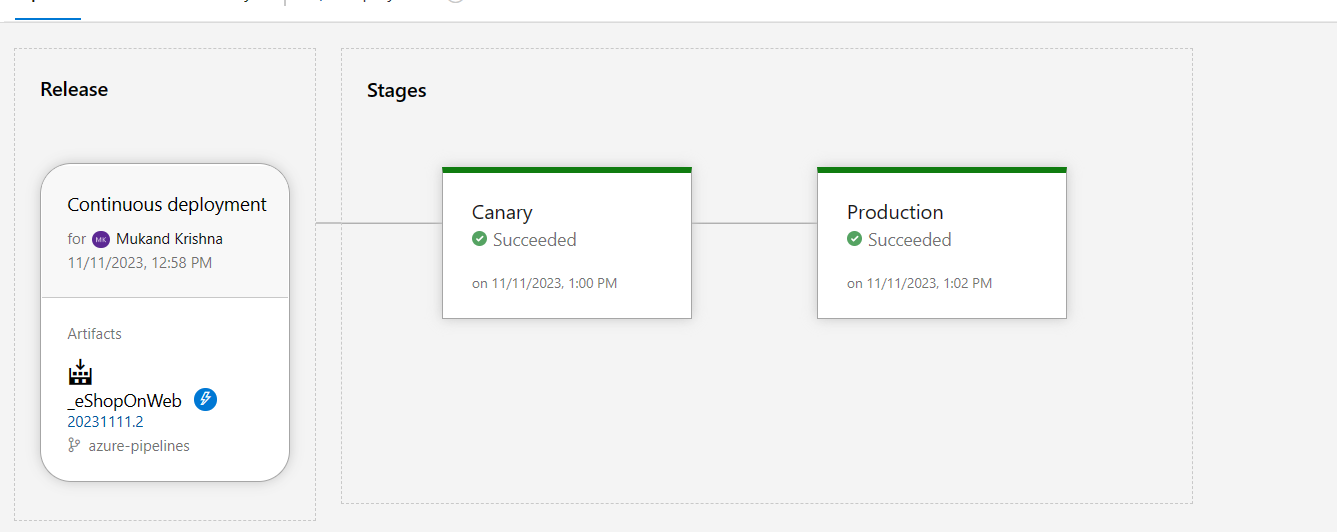 Release
Continuous deployment
for MK Mukand Krishna
11/11/2023, 12:58 PM
Artifacts
_eShopOnWeb
20231111.2
azure-pipelines
Stages
Canary
Succeeded
on 11/11/2023, 1:00 PM
Production
Succeeded
on 11/11/2023, 1:02 PM